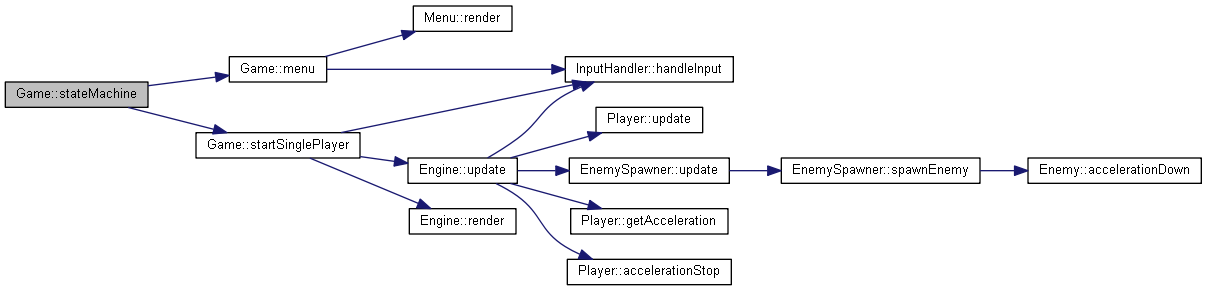 Menu::render
Game::menu
InputHandler::handleInput
Game::stateMachine
Player::update
Game::startSinglePlayer
Engine::update
EnemySpawner::update
EnemySpawner::spawnEnemy
Enemy::accelerationDown
Engine::render
Player::getAcceleration
Player::accelerationStop